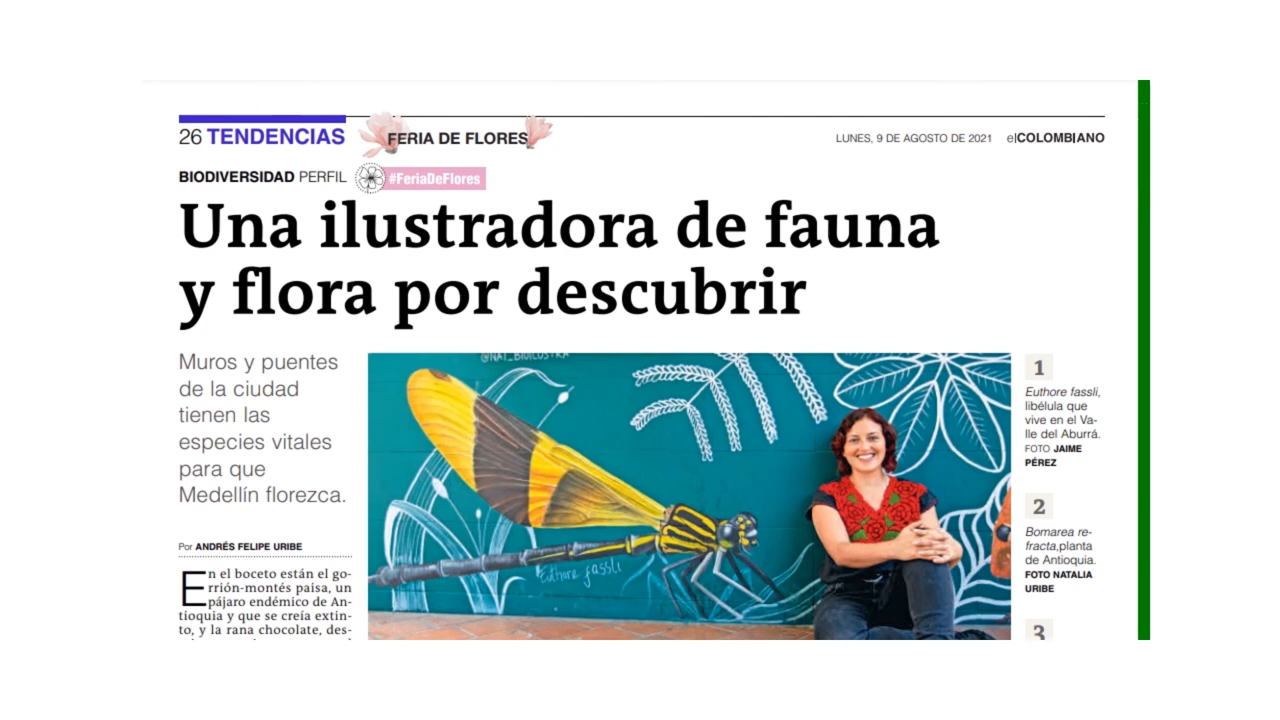 26 TENDENCIAS
FERIA DE FLORES
LUNES, 9 DE AGOSTO DE 2021
elCOLOMBIANO
BIODIVERSIDAD PERFIL
#FeriaDeFlores
Una ilustradora de fauna
y flora por descubrir
Muros y puentes
de la ciudad
tienen las
especies vitales
para que
Medellín florezca.
Por ANDRÉS FELIPE URIBE
En el boceto están el go-
rrión-montés paisa, un
pájaro endémico de An-
tioquia y que se creía extin-
to, y la rana chocolate, des-
@NAT_BIOILUSTRA
Euthore fassli
1
Euthore fassli,
libélula que
vive en el Va-
lle del Aburrá.
FOTO JAIME
PÉREZ
2
Bomarea re-
fracta,planta
de Antioquia.
FOTO NATALIA
URIBE
3